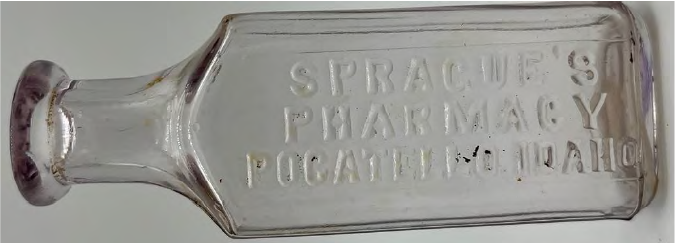 SPRAGUE'S
PHARMACY
POCATELLO, IDAHO